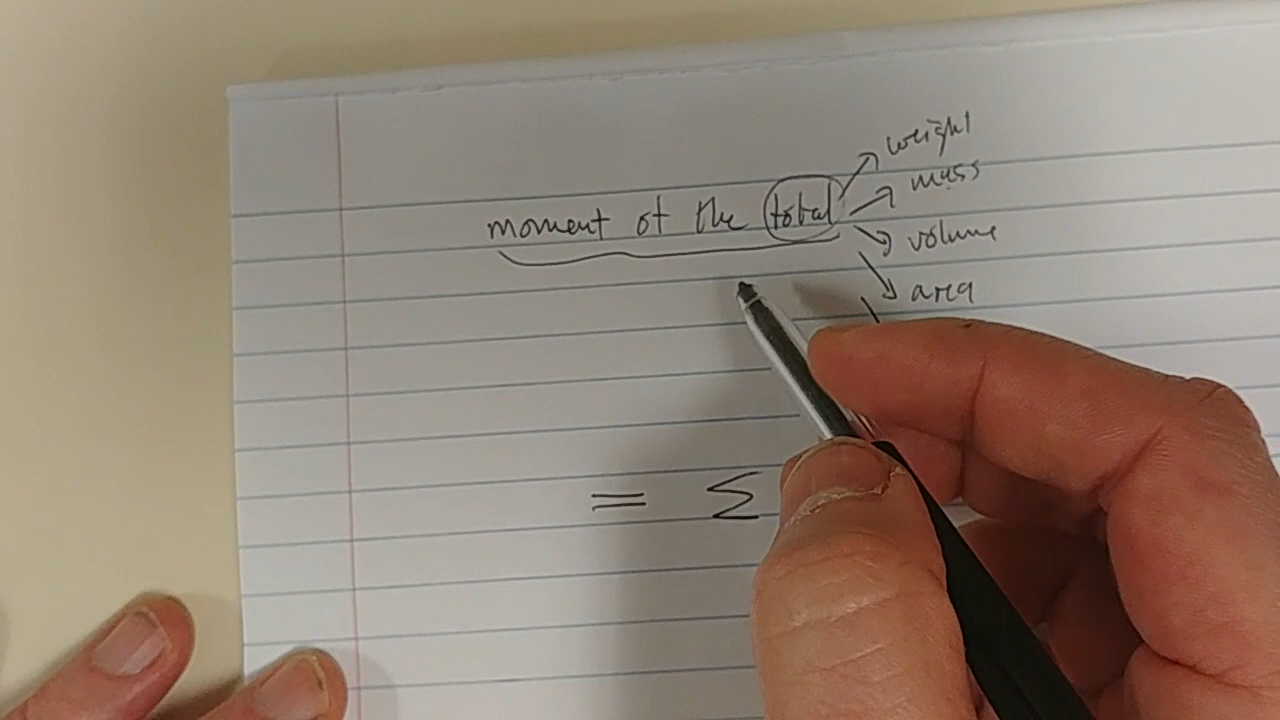 weight
mass
moment of the total
volume
area
= Σ